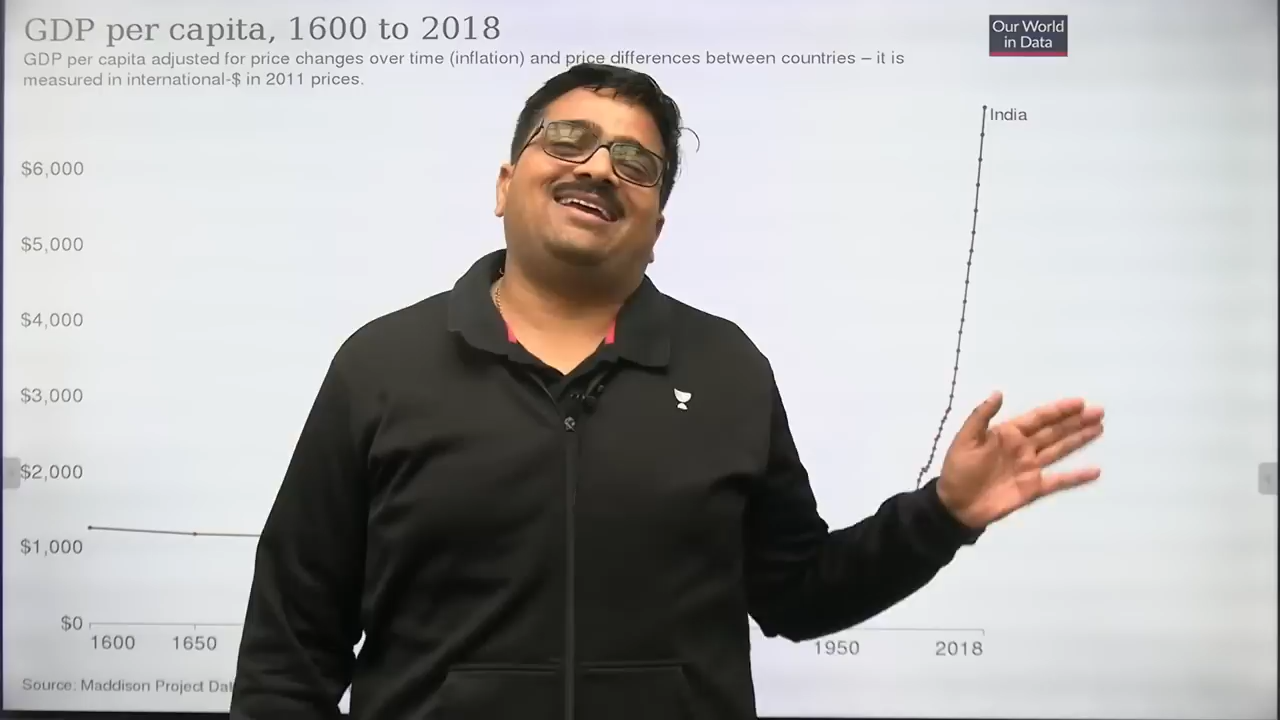 GDP per capita, 1600 to 2018
Our World
in Data
GDP per capita adjusted for price changes over time (inflation) and price differences between countries – it is
measured in international-$ in 2011 prices.
India
$6,000
$5,000
$4,000
$3,000
$2,000
$1,000
$0
1600
1650
1950
2018
Source: Maddison Project